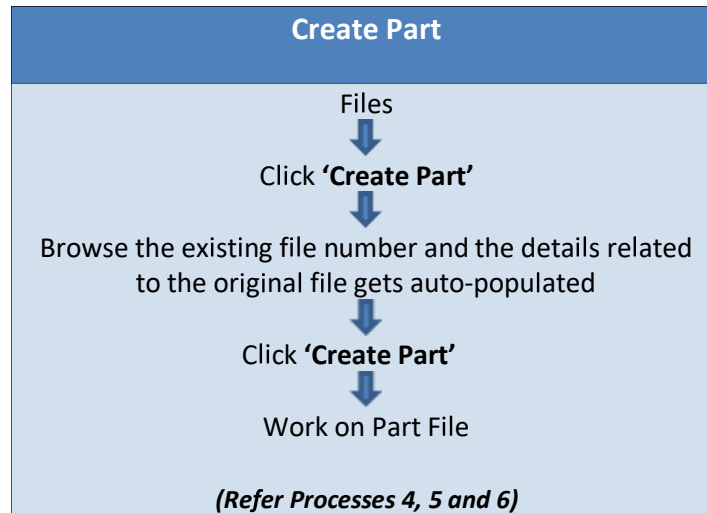 Create Part
Files
Click ‘Create Part’
Browse the existing file number and the details related
to the original file gets auto-populated
Click ‘Create Part’
Work on Part File
(Refer Processes 4, 5 and 6)